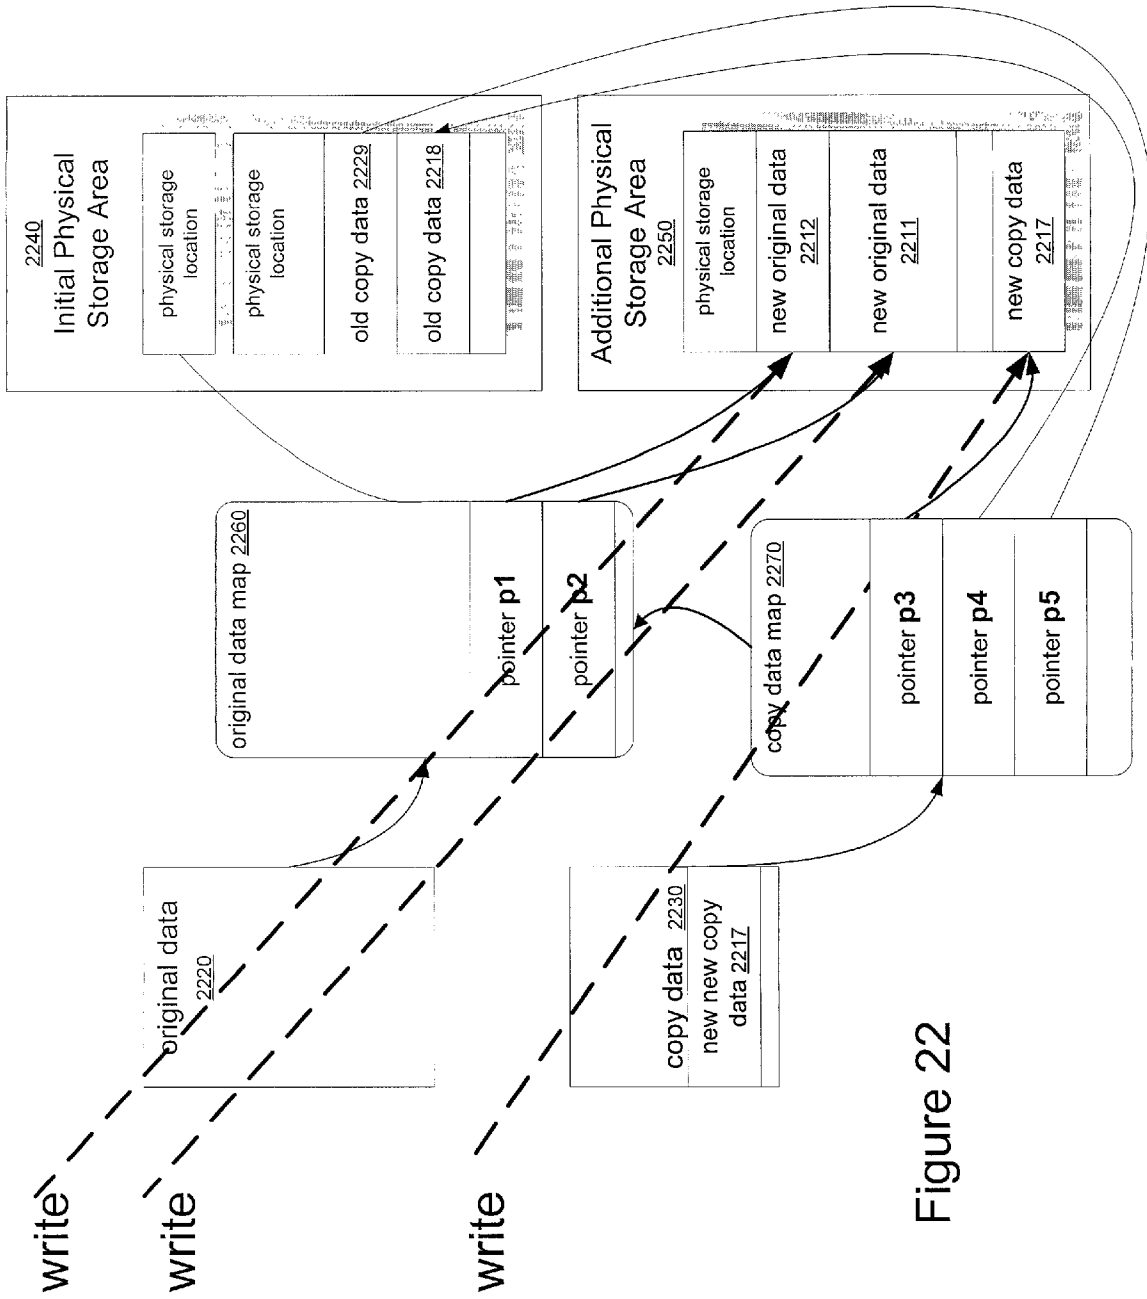 write
write
write
original data
2220
copy data 2230
new new copy
data 2217
original data map 2260
pointer p1
pointer p2
copy data map 2270
pointer p3
pointer p4
pointer p5
2240
Initial Physical
Storage Area
physical storage
location
physical storage
location
old copy data 2229
old copy data 2218
Additional Physical
Storage Area
2250
physical storage
location
new original data
2212
new original data
2211
new copy data
2217
Figure 22